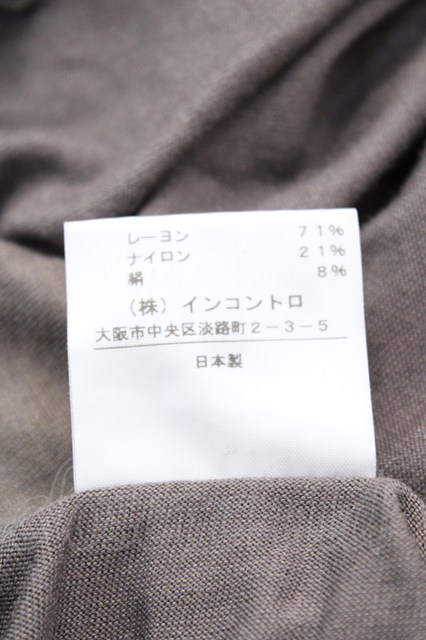 レーヨン 71%
ナイロン 21%
絹 8%
（株）インコントロ
大阪市中央区淡路町2－3－5
日本製